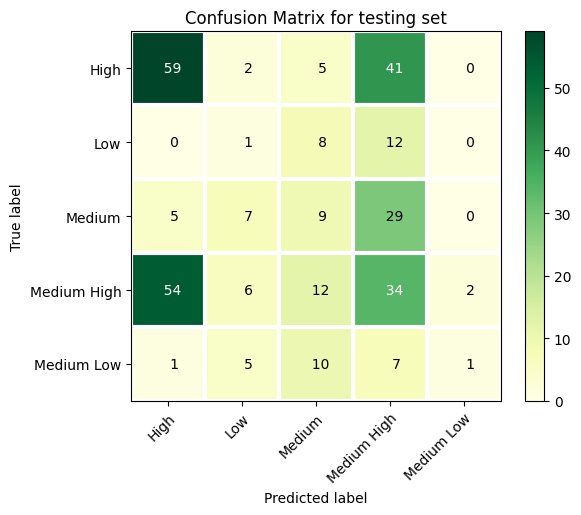 Confusion Matrix for testing set
True label
High 59 2 5 41 0
Low 0 1 8 12 0
Medium 5 7 9 29 0
Medium High 54 6 12 34 2
Medium Low 1 5 10 7 1
High Low Medium Medium High Medium Low
Predicted label
50
40
30
20
10
0